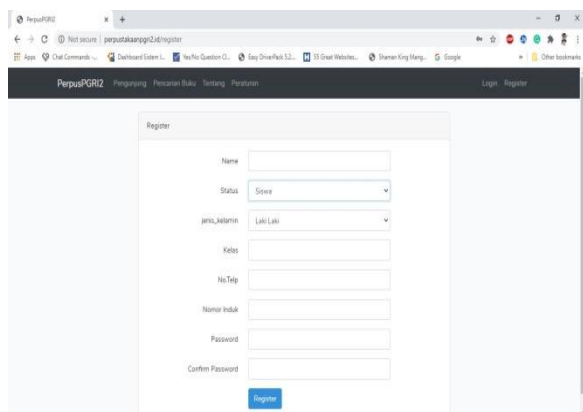 PerpusPGRI2
Not secure | perpustakaanpgri2.id/register
Apps Chat Commands -... Dashboard Sistem I... Yes/No Question O... Easy DriverPack 5.2... 55 Great Websites... Shaman King Mang... Google Other bookmarks
PerpusPGRI2 Pengunjung Pencarian Buku Tentang Peraturan Login Register
Register
Name
Status Siswa
jenis_kelamin Laki Laki
Kelas
No.Telp
Nomor Induk
Password
Confirm Password
Register